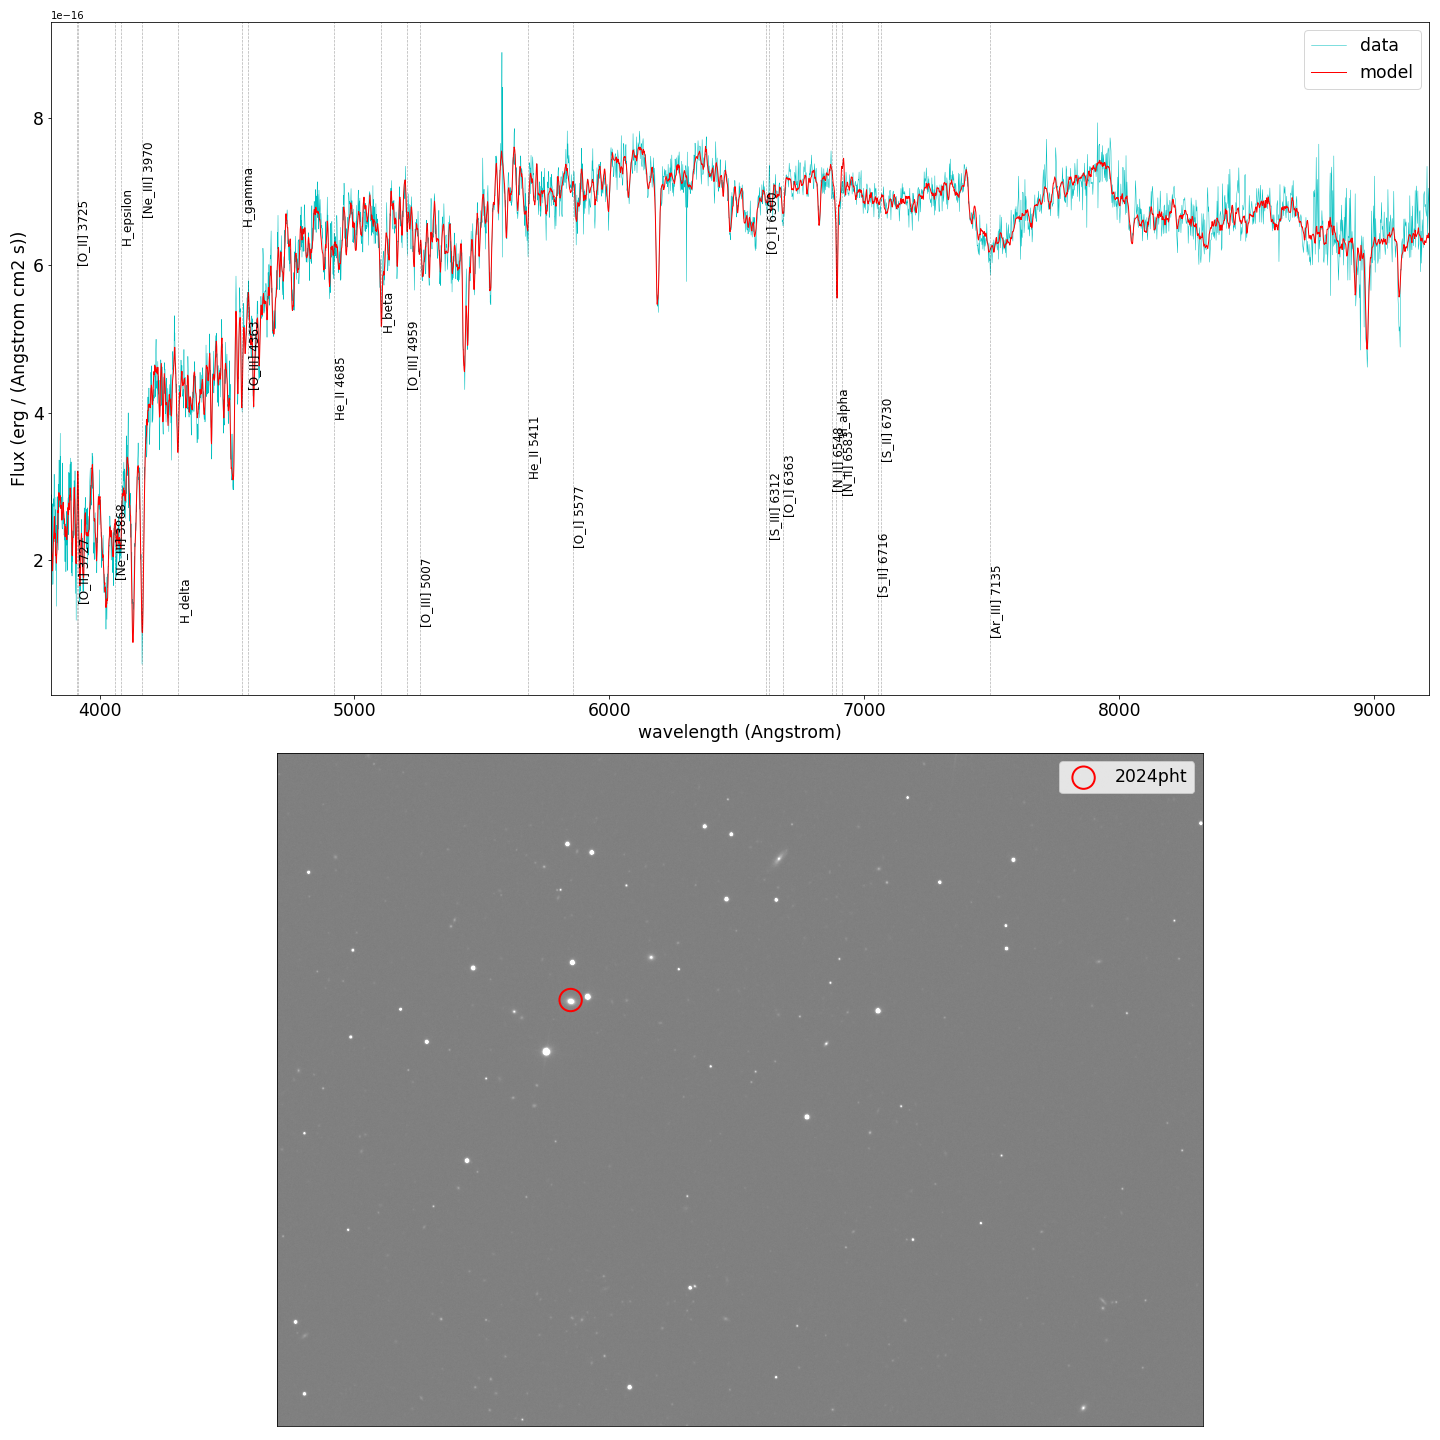 1e−16
data
model
8
6
4
2
Flux (erg / (Angstrom cm2 s))
[O_II] 3725
[O_II] 3727
[Ne_III] 3868
H_epsilon
[Ne_III] 3970
H_delta
H_gamma
[O_III] 4363
He_II 4685
H_beta
[O_III] 4959
[O_III] 5007
He_II 5411
[O_I] 5577
[O_I] 6300
[S_III] 6312
[O_I] 6363
[N_II] 6548
[N_II] 6583
[S_II] 6716
[S_II] 6730
[Ar_III] 7135
4000
5000
6000
7000
8000
9000
wavelength (Angstrom)
2024pht